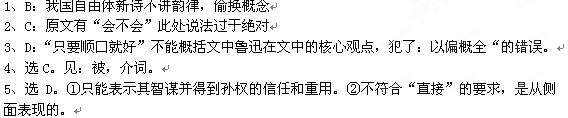 1、B：我国自由体新诗不讲韵律，偷换概念
2、C：原文有“会不会”此处说法过于绝对
3、D：“只要顺口就好”不能概括文中鲁迅在文中的核心观点，犯了：以偏概全“的错误。
4、选 C。见：被，介词。
5、选 D。①只能表示其智谋并得到孙权的信任和重用。②不符合“直接”的要求，是从侧
面表现的。